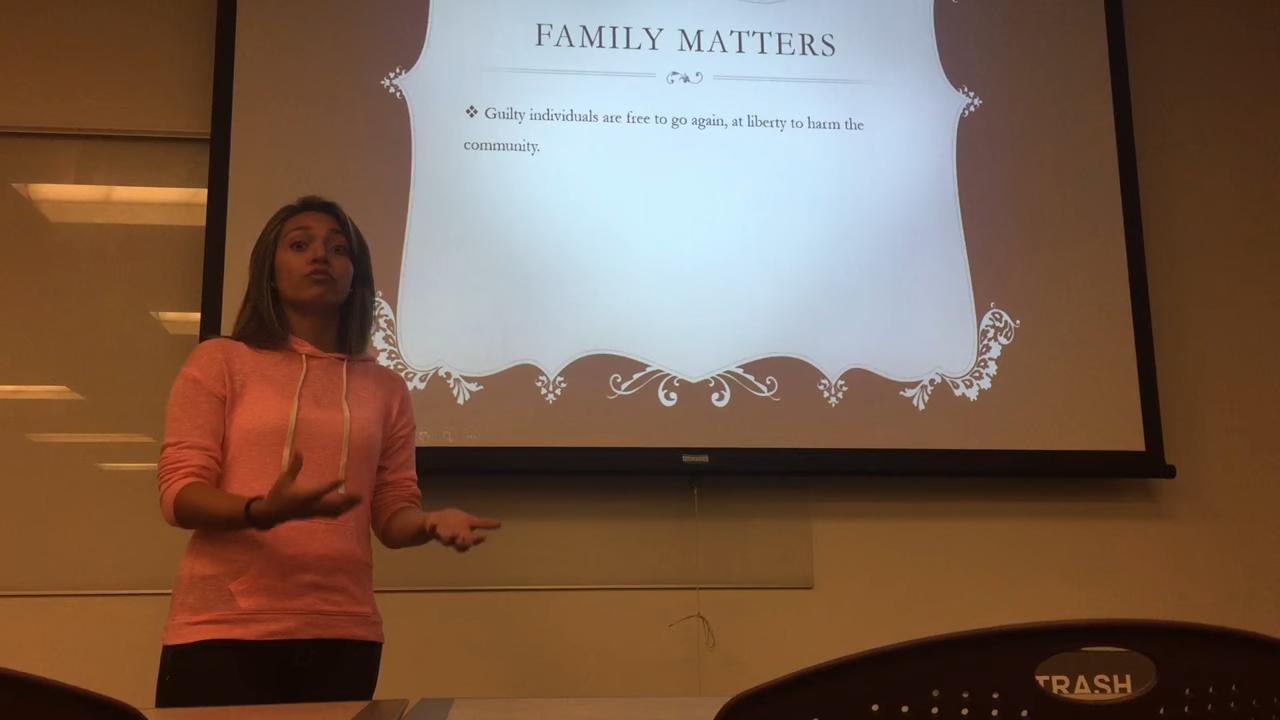 FAMILY MATTERS
❖ Guilty individuals are free to go again, at liberty to harm the
community.
TRASH